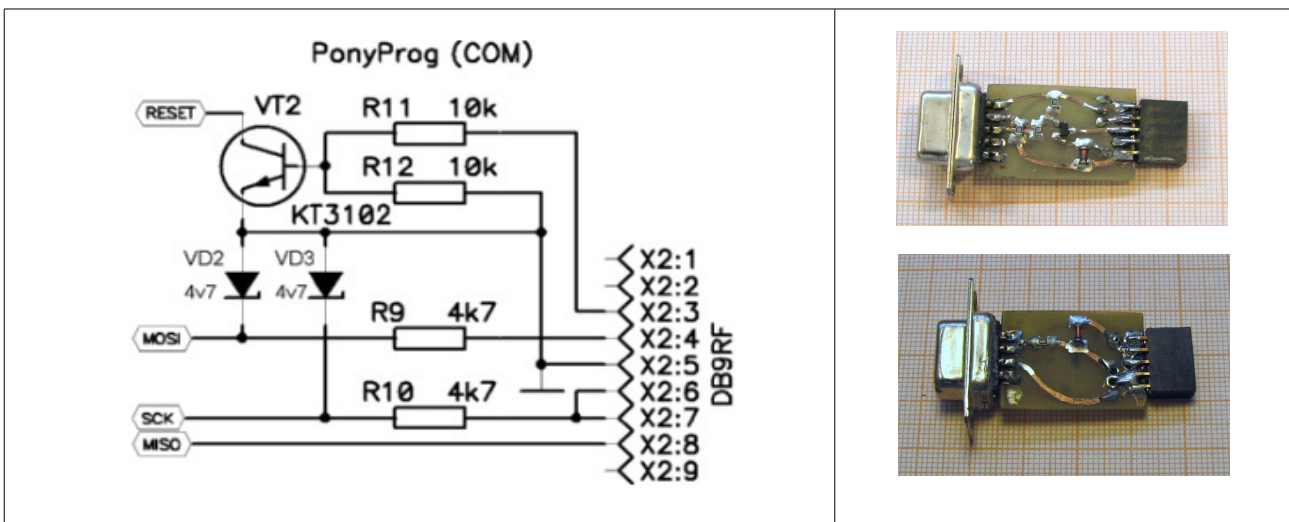 PonyProg (COM)
RESET
VT2
R11 10k
R12 10k
KT3102
VD2
4v7
VD3
4v7
X2:1
X2:2
X2:3
X2:4
X2:5
X2:6
X2:7
X2:8
X2:9
DB9RF
R9 4k7
MOSI
R10 4k7
SCK
MISO